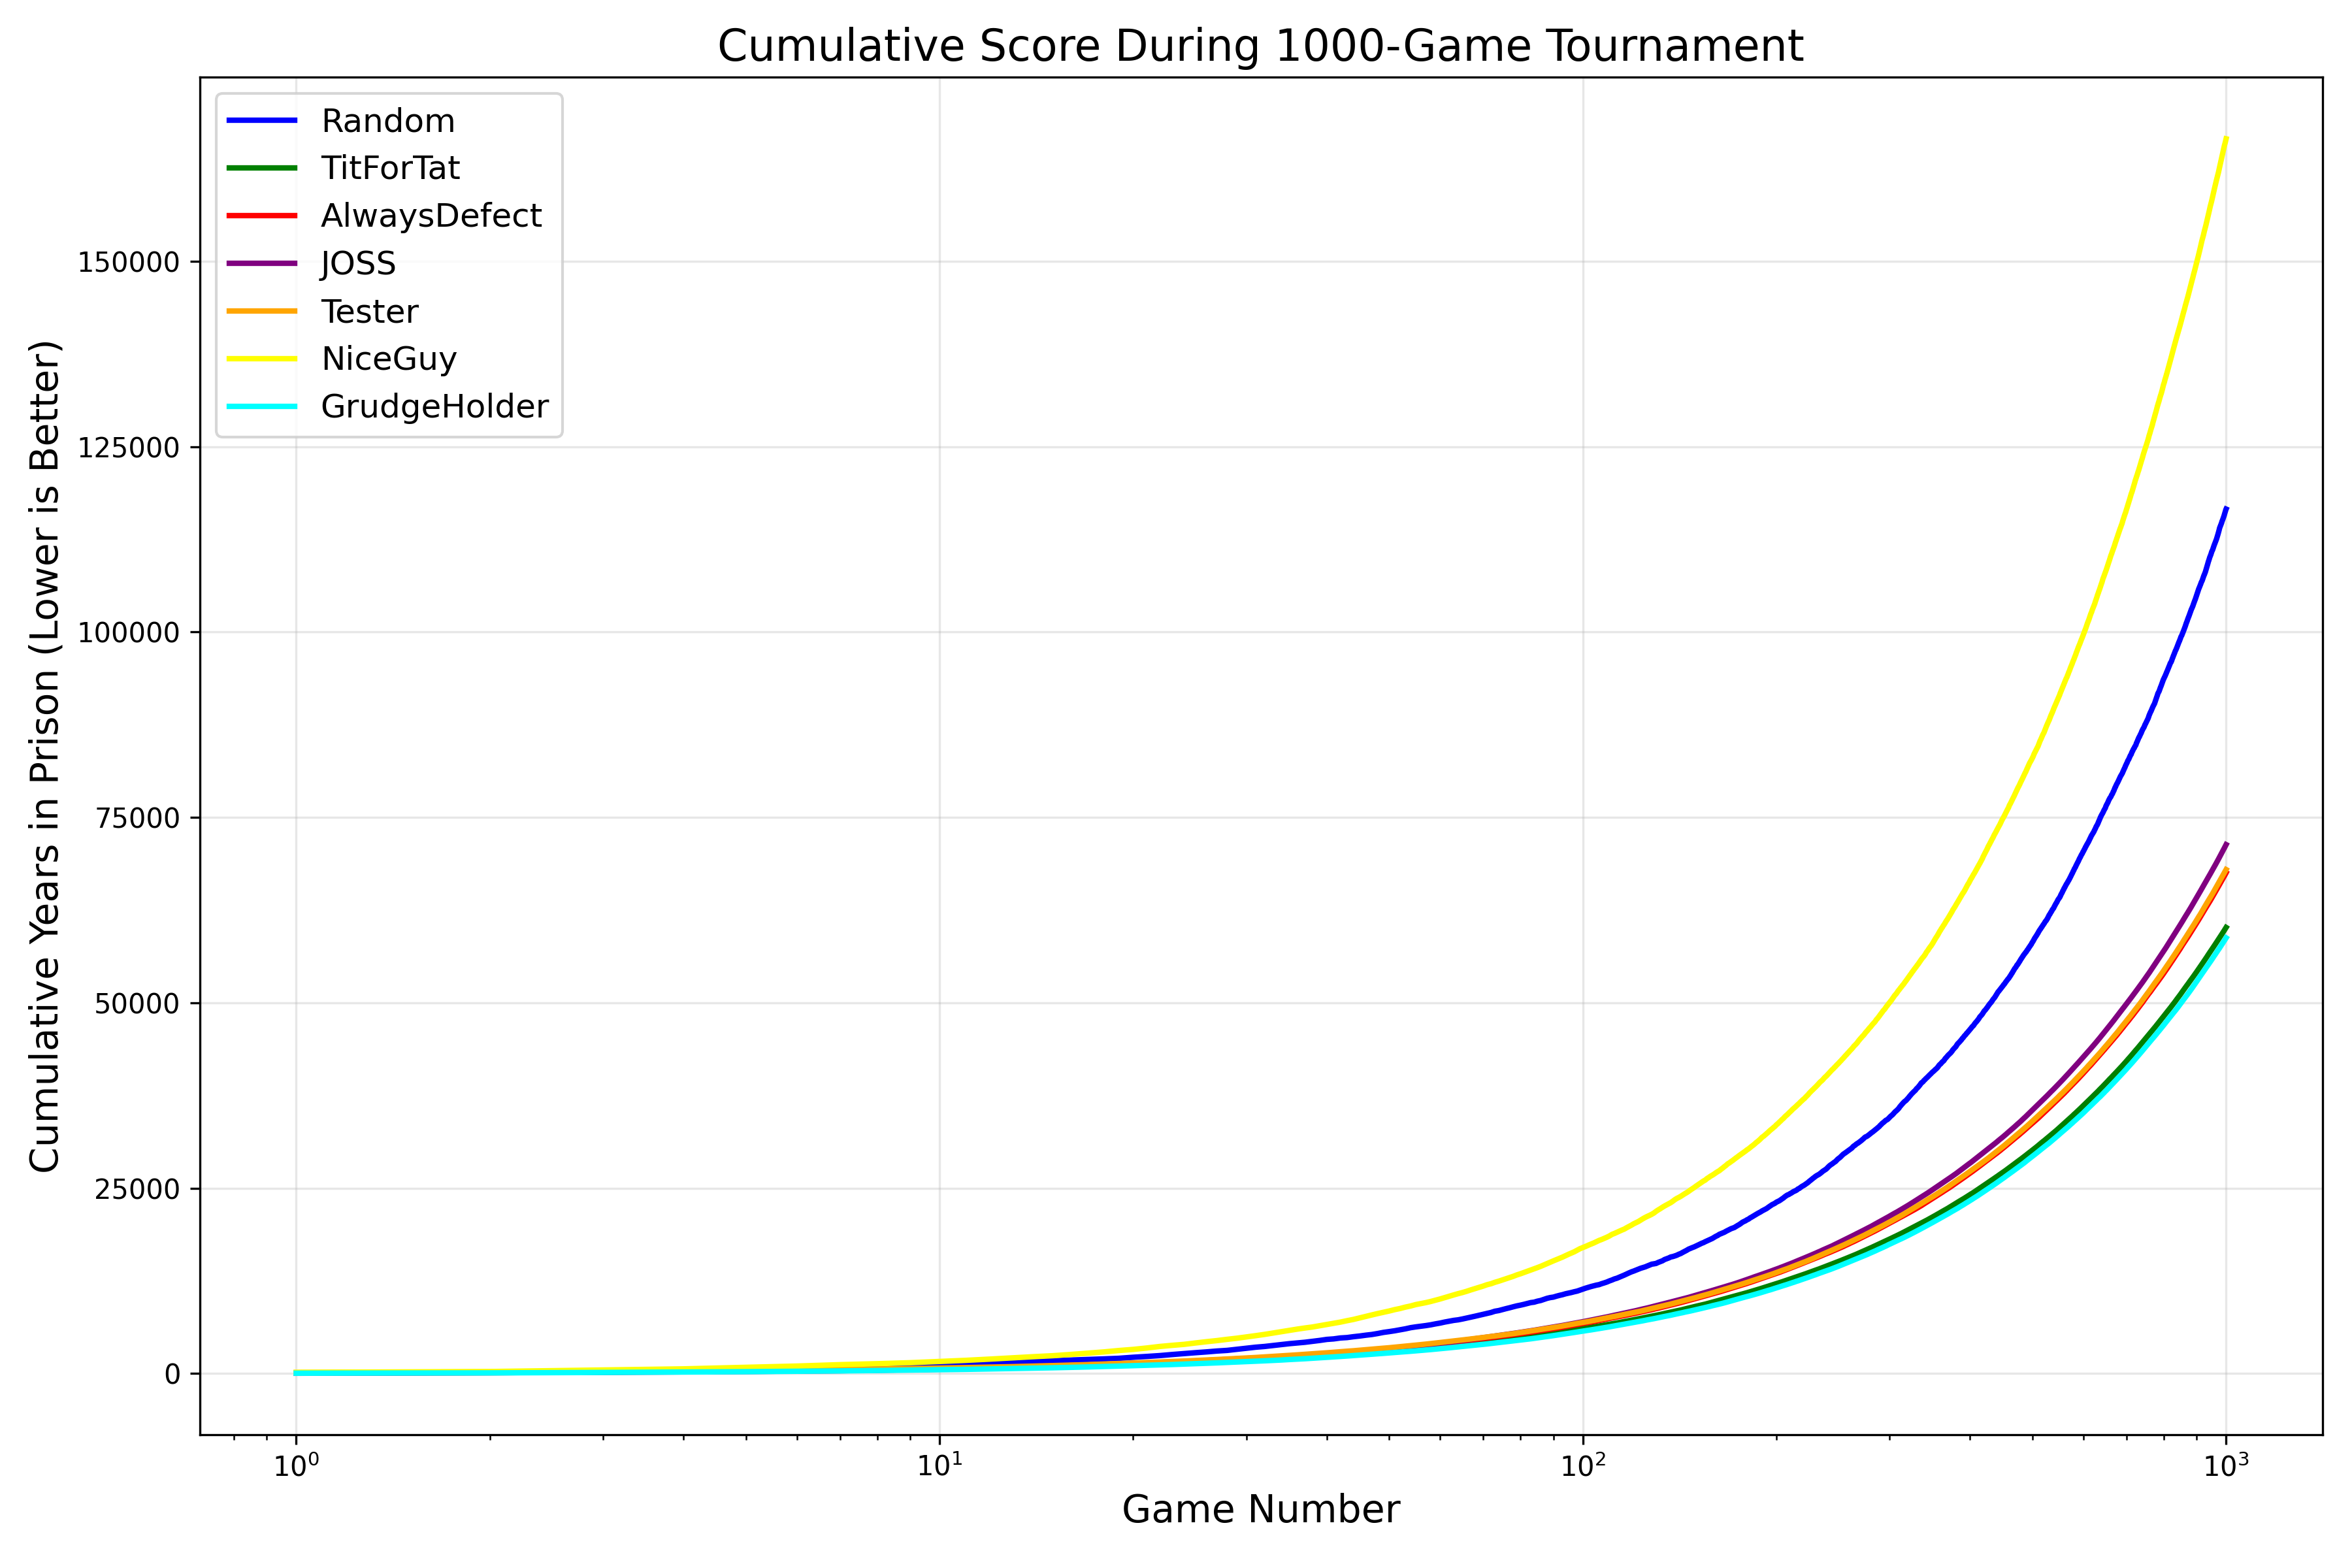 Cumulative Score During 1000-Game Tournament
Random
TitForTat
AlwaysDefect
JOSS
Tester
NiceGuy
GrudgeHolder
Cumulative Years in Prison (Lower is Better)
150000
125000
100000
75000
50000
25000
0
10⁰ 10¹ 10² 10³
Game Number